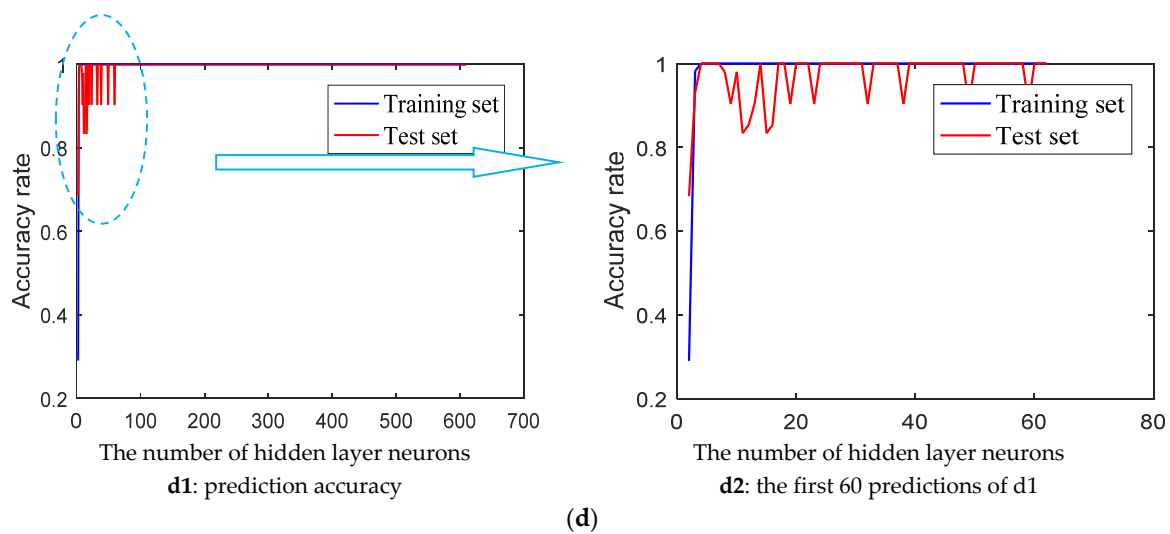 1
0.8
0.6
0.4
0.2
Accuracy rate
Training set
Test set
0 100 200 300 400 500 600 700
The number of hidden layer neurons
d1: prediction accuracy
1
0.8
0.6
0.4
0.2
Accuracy rate
Training set
Test set
0 20 40 60 80
The number of hidden layer neurons
d2: the first 60 predictions of d1
(d)